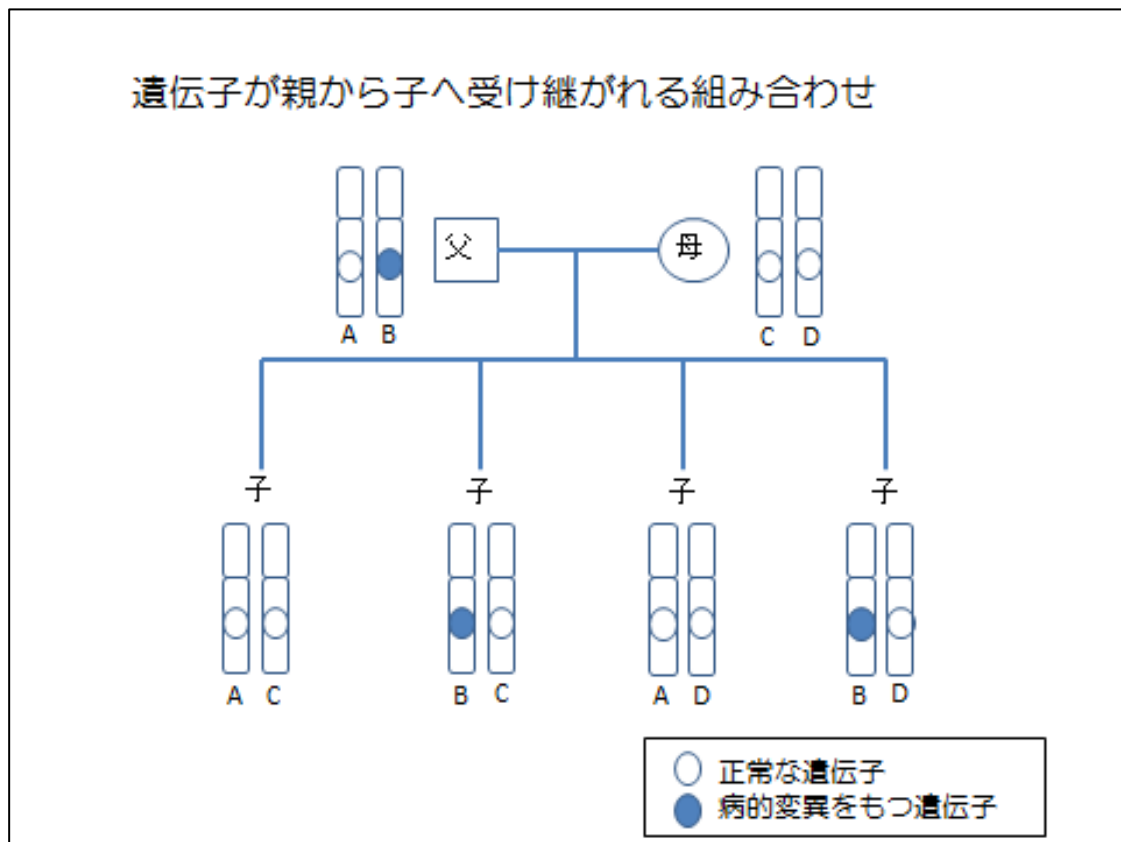 遺伝子が親から子へ受け継がれる組み合わせ
父 母
A B C D
子 子 子 子
A C B C A D B D
正常な遺伝子
病的変異をもつ遺伝子